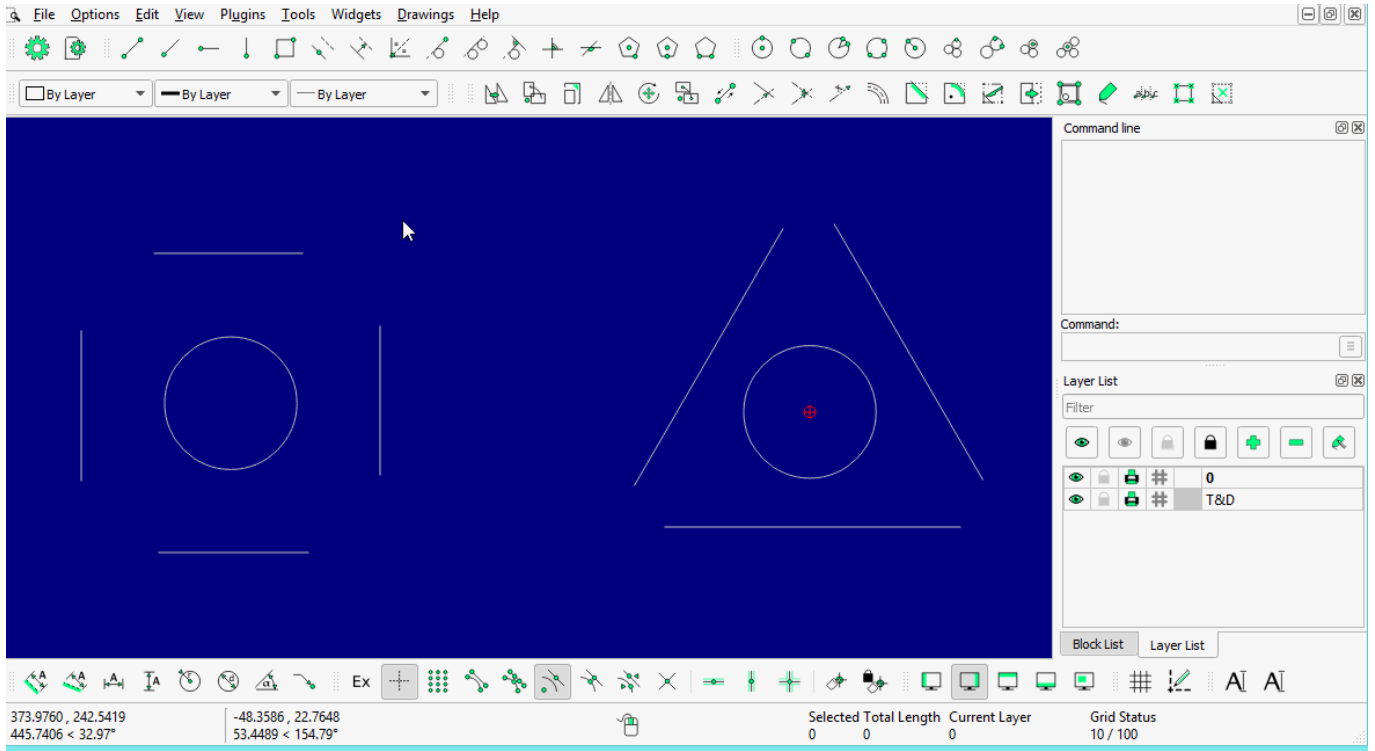 File Options Edit View Plugins Tools Widgets Drawings Help
By Layer By Layer By Layer
Command line
Command:
Layer List
Filter
0
T&D
Block List Layer List
Ex
373.9760 , 242.5419 -48.3586 , 22.7648 Selected Total Length Current Layer Grid Status
445.7406 < 32.97° 53.4489 < 154.79° 0 0 0 10 / 100